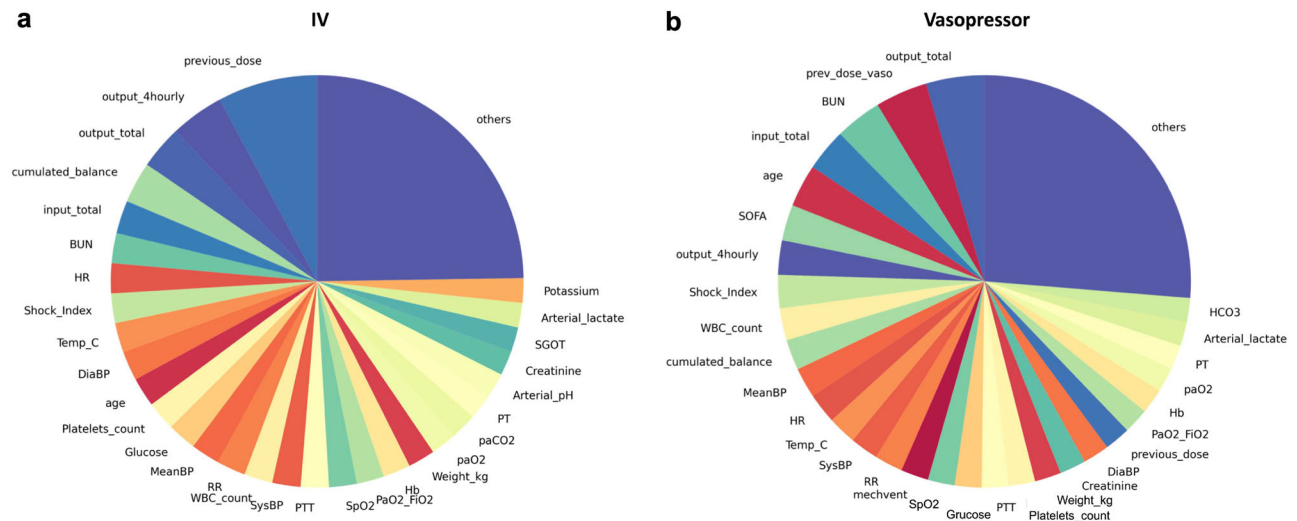 a
IV
previous_dose
output_4hourly
output_total
cumulated_balance
input_total
BUN
HR
Shock_Index
Temp_C
DiaBP
age
Platelets_count
Glucose
MeanBP
RR
WBC_count
SysBP
PTT
SpO2
PaO2_FiO2
Hb
Weight_kg
paO2
paCO2
PT
Arterial_pH
Creatinine
SGOT
Arterial_lactate
Potassium
others
b
Vasopressor
output_total
prev_dose_vaso
BUN
input_total
age
SOFA
output_4hourly
Shock_Index
WBC_count
cumulated_balance
MeanBP
HR
Temp_C
SysBP
RR
mechvent
SpO2
Grucose
PTT
Platelets_count
Weight_kg
Creatinine
DiaBP
previous_dose
PaO2_FiO2
Hb
paO2
PT
Arterial_lactate
HCO3
others